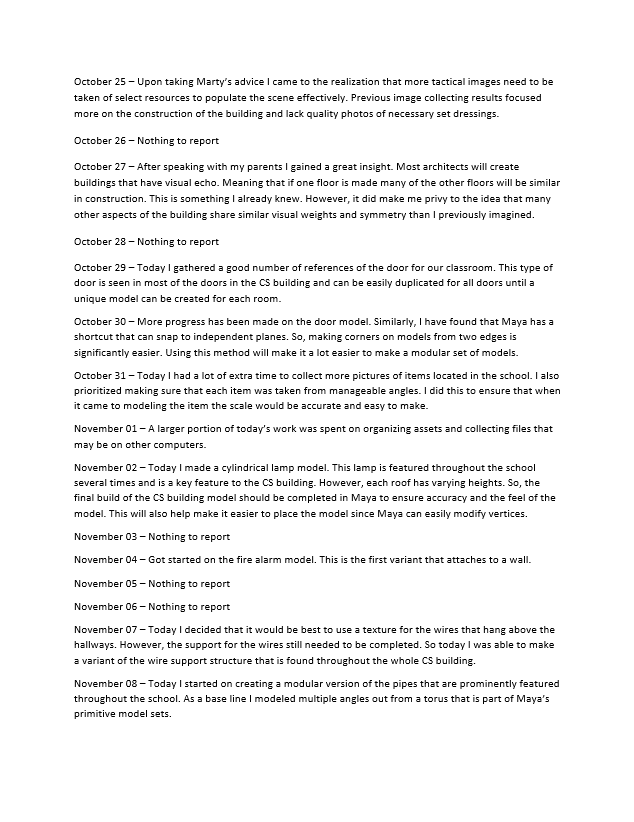 October 25 – Upon taking Marty's advice I came to the realization that more tactical images need to be
taken of select resources to populate the scene effectively. Previous image collecting results focused
more on the construction of the building and lack quality photos of necessary set dressings.
October 26 – Nothing to report
October 27 – After speaking with my parents I gained a great insight. Most architects will create
buildings that have visual echo. Meaning that if one floor is made many of the other floors will be similar
in construction. This is something I already knew. However, it did make me privy to the idea that many
other aspects of the building share similar visual weights and symmetry than I previously imagined.
October 28 – Nothing to report
October 29 – Today I gathered a good number of references of the door for our classroom. This type of
door is seen in most of the doors in the CS building and can be easily duplicated for all doors until a
unique model can be created for each room.
October 30 – More progress has been made on the door model. Similarly, I have found that Maya has a
shortcut that can snap to independent planes. So, making corners on models from two edges is
significantly easier. Using this method will make it a lot easier to make a modular set of models.
October 31 – Today I had a lot of extra time to collect more pictures of items located in the school. I also
prioritized making sure that each item was taken from manageable angles. I did this to ensure that when
it came to modeling the item the scale would be accurate and easy to make.
November 01 – A larger portion of today's work was spent on organizing assets and collecting files that
may be on other computers.
November 02 – Today I made a cylindrical lamp model. This lamp is featured throughout the school
several times and is a key feature to the CS building. However, each roof has varying heights. So, the
final build of the CS building model should be completed in Maya to ensure accuracy and the feel of the
model. This will also help make it easier to place the model since Maya can easily modify vertices.
November 03 – Nothing to report
November 04 – Got started on the fire alarm model. This is the first variant that attaches to a wall.
November 05 – Nothing to report
November 06 – Nothing to report
November 07 – Today I decided that it would be best to use a texture for the wires that hang above the
hallways. However, the support for the wires still needed to be completed. So today I was able to make
a variant of the wire support structure that is found throughout the whole CS building.
November 08 – Today I started on creating a modular version of the pipes that are prominently featured
throughout the school. As a base line I modeled multiple angles out from a torus that is part of Maya's
primitive model sets.